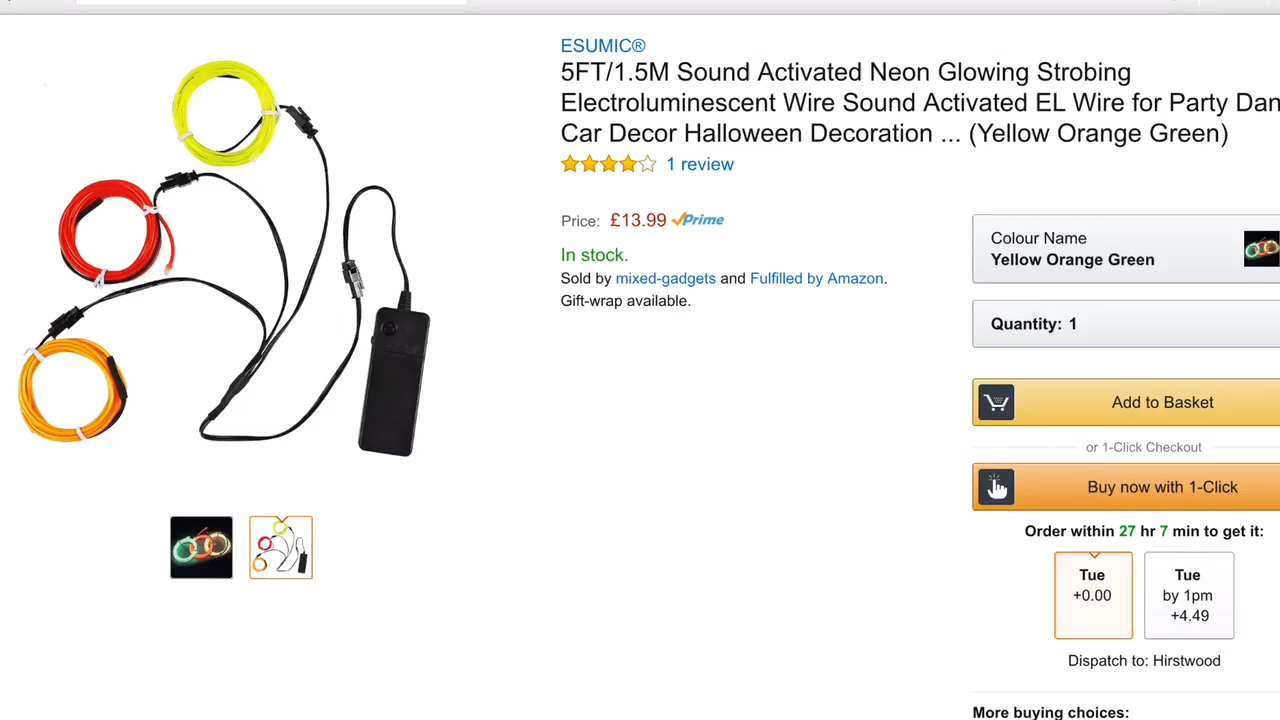 ESUMIC®
5FT/1.5M Sound Activated Neon Glowing Strobing
Electroluminescent Wire Sound Activated EL Wire for Party Dan
Car Decor Halloween Decoration ... (Yellow Orange Green)
1 review
Price: £13.99 Prime
In stock.
Sold by mixed-gadgets and Fulfilled by Amazon.
Gift-wrap available.
Colour Name
Yellow Orange Green
Quantity: 1
Add to Basket
or 1-Click Checkout
Buy now with 1-Click
Order within 27 hr 7 min to get it:
Tue
+0.00
Tue
by 1pm
+4.49
Dispatch to: Hirstwood
More buying choices: